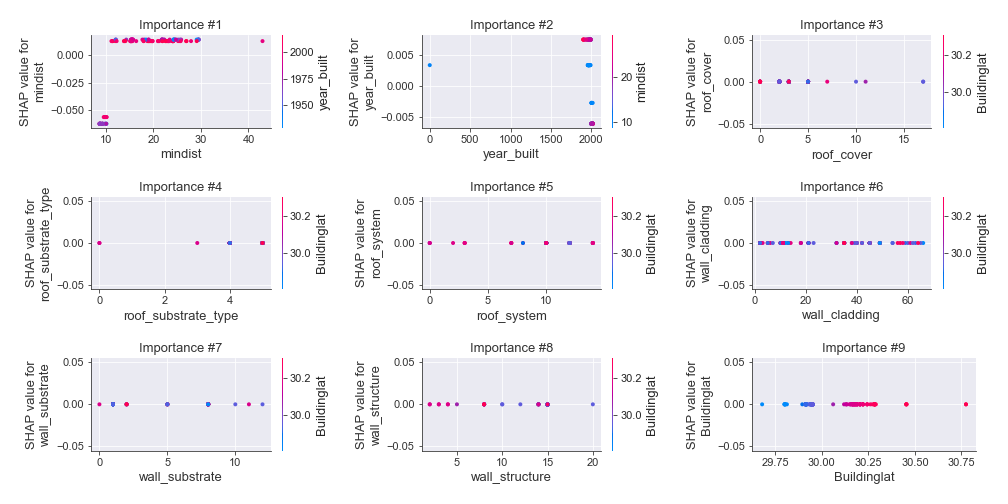 Importance #1
SHAP value for
mindist
0.000
−0.025
−0.050
10
20
30
40
mindist
2000
1975
1950
year_built
Importance #2
SHAP value for
year_built
0.005
0.000
−0.005
0
500
1000
1500
2000
year_built
20
10
mindist
Importance #3
SHAP value for
roof_cover
0.05
0.00
−0.05
0
5
10
15
roof_cover
30.2
30.0
Buildinglat
Importance #4
SHAP value for
roof_substrate_type
0.05
0.00
−0.05
0
2
4
roof_substrate_type
30.2
30.0
Buildinglat
Importance #5
SHAP value for
roof_system
0.05
0.00
−0.05
0
5
10
roof_system
30.2
30.0
Buildinglat
Importance #6
SHAP value for
wall_cladding
0.05
0.00
−0.05
0
20
40
60
wall_cladding
30.2
30.0
Buildinglat
Importance #7
SHAP value for
wall_substrate
0.05
0.00
−0.05
0
5
10
wall_substrate
30.2
30.0
Buildinglat
Importance #8
SHAP value for
wall_structure
0.05
0.00
−0.05
5
10
15
20
wall_structure
30.2
30.0
Buildinglat
Importance #9
SHAP value for
Buildinglat
0.05
0.00
−0.05
29.75
30.00
30.25
30.50
30.75
Buildinglat